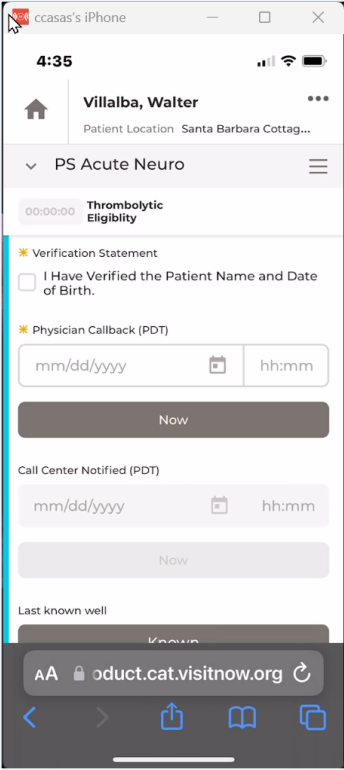 ccasas's iPhone
4:35
Villalba, Walter
Patient Location Santa Barbara Cottag...
PS Acute Neuro
00:00:00
Thrombolytic
Eligiblity
✳ Verification Statement
I Have Verified the Patient Name and Date
of Birth.
✳ Physician Callback (PDT)
mm/dd/yyyy hh:mm
Now
Call Center Notified (PDT)
mm/dd/yyyy hh:mm
Now
Last known well
Known
AA oduct.cat.visitnow.org